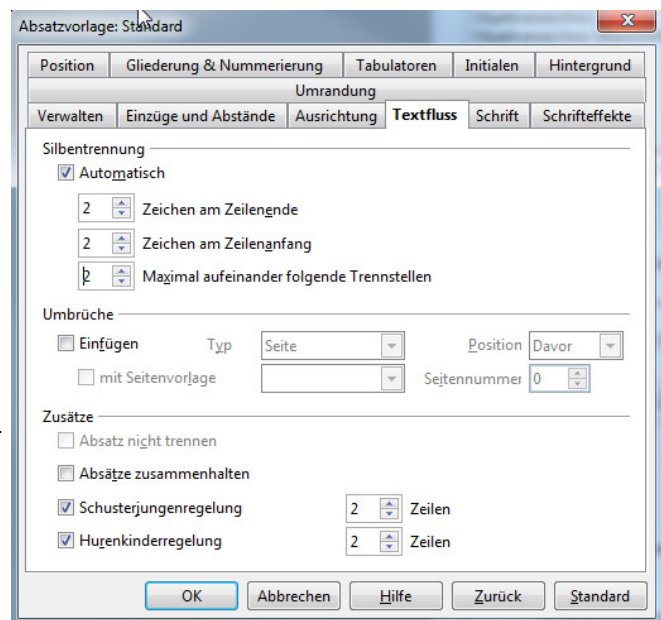 Absatzvorlage: Standard
Position Gliederung & Nummerierung Tabulatoren Initialen Hintergrund
Umrandung
Verwalten Einzüge und Abstände Ausrichtung Textfluss Schrift Schrifteffekte
Silbentrennung
Automatisch
2 Zeichen am Zeilenende
2 Zeichen am Zeilenanfang
2 Maximal aufeinander folgende Trennstellen
Umbrüche
Einfügen Typ Seite Position Davor
mit Seitenvorlage Seitennummer 0
Zusätze
Absatz nicht trennen
Absätze zusammenhalten
Schusterjungenregelung 2 Zeilen
Hurenkinderregelung 2 Zeilen
OK Abbrechen Hilfe Zurück Standard